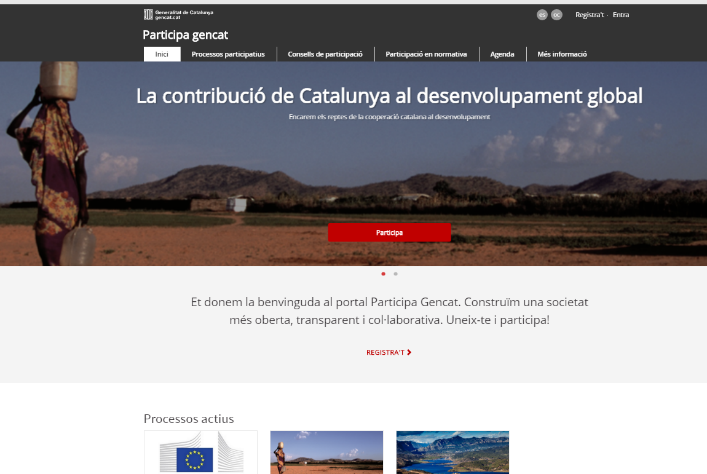 Generalitat de Catalunya
gencat.cat
es oc Registra't · Entra
Participa gencat
Inici Processos participatius Consells de participació Participació en normativa Agenda Més informació
La contribució de Catalunya al desenvolupament global
Encarem els reptes de la cooperació catalana al desenvolupament
Participa
Et donem la benvinguda al portal Participa Gencat. Construïm una societat
més oberta, transparent i col·laborativa. Uneix-te i participa!
REGISTRA'T
Processos actius